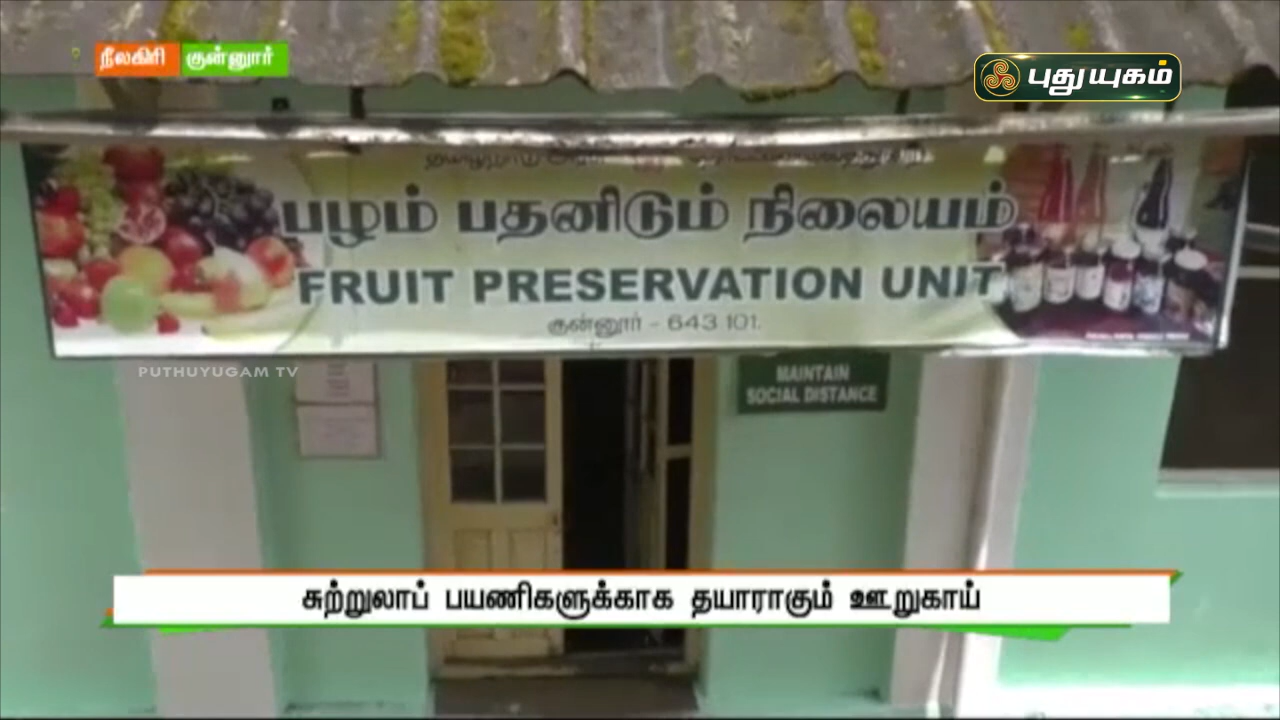 நீலகிரி குன்னூர்
புதுயுகம்
பழம் பதனிடும் நிலையம்
FRUIT PRESERVATION UNIT
குன்னூர் - 643 101.
PUTHUYUGAM TV
MAINTAIN
SOCIAL DISTANCE
சுற்றுலாப் பயணிகளுக்காக தயாராகும் ஊறுகாய்